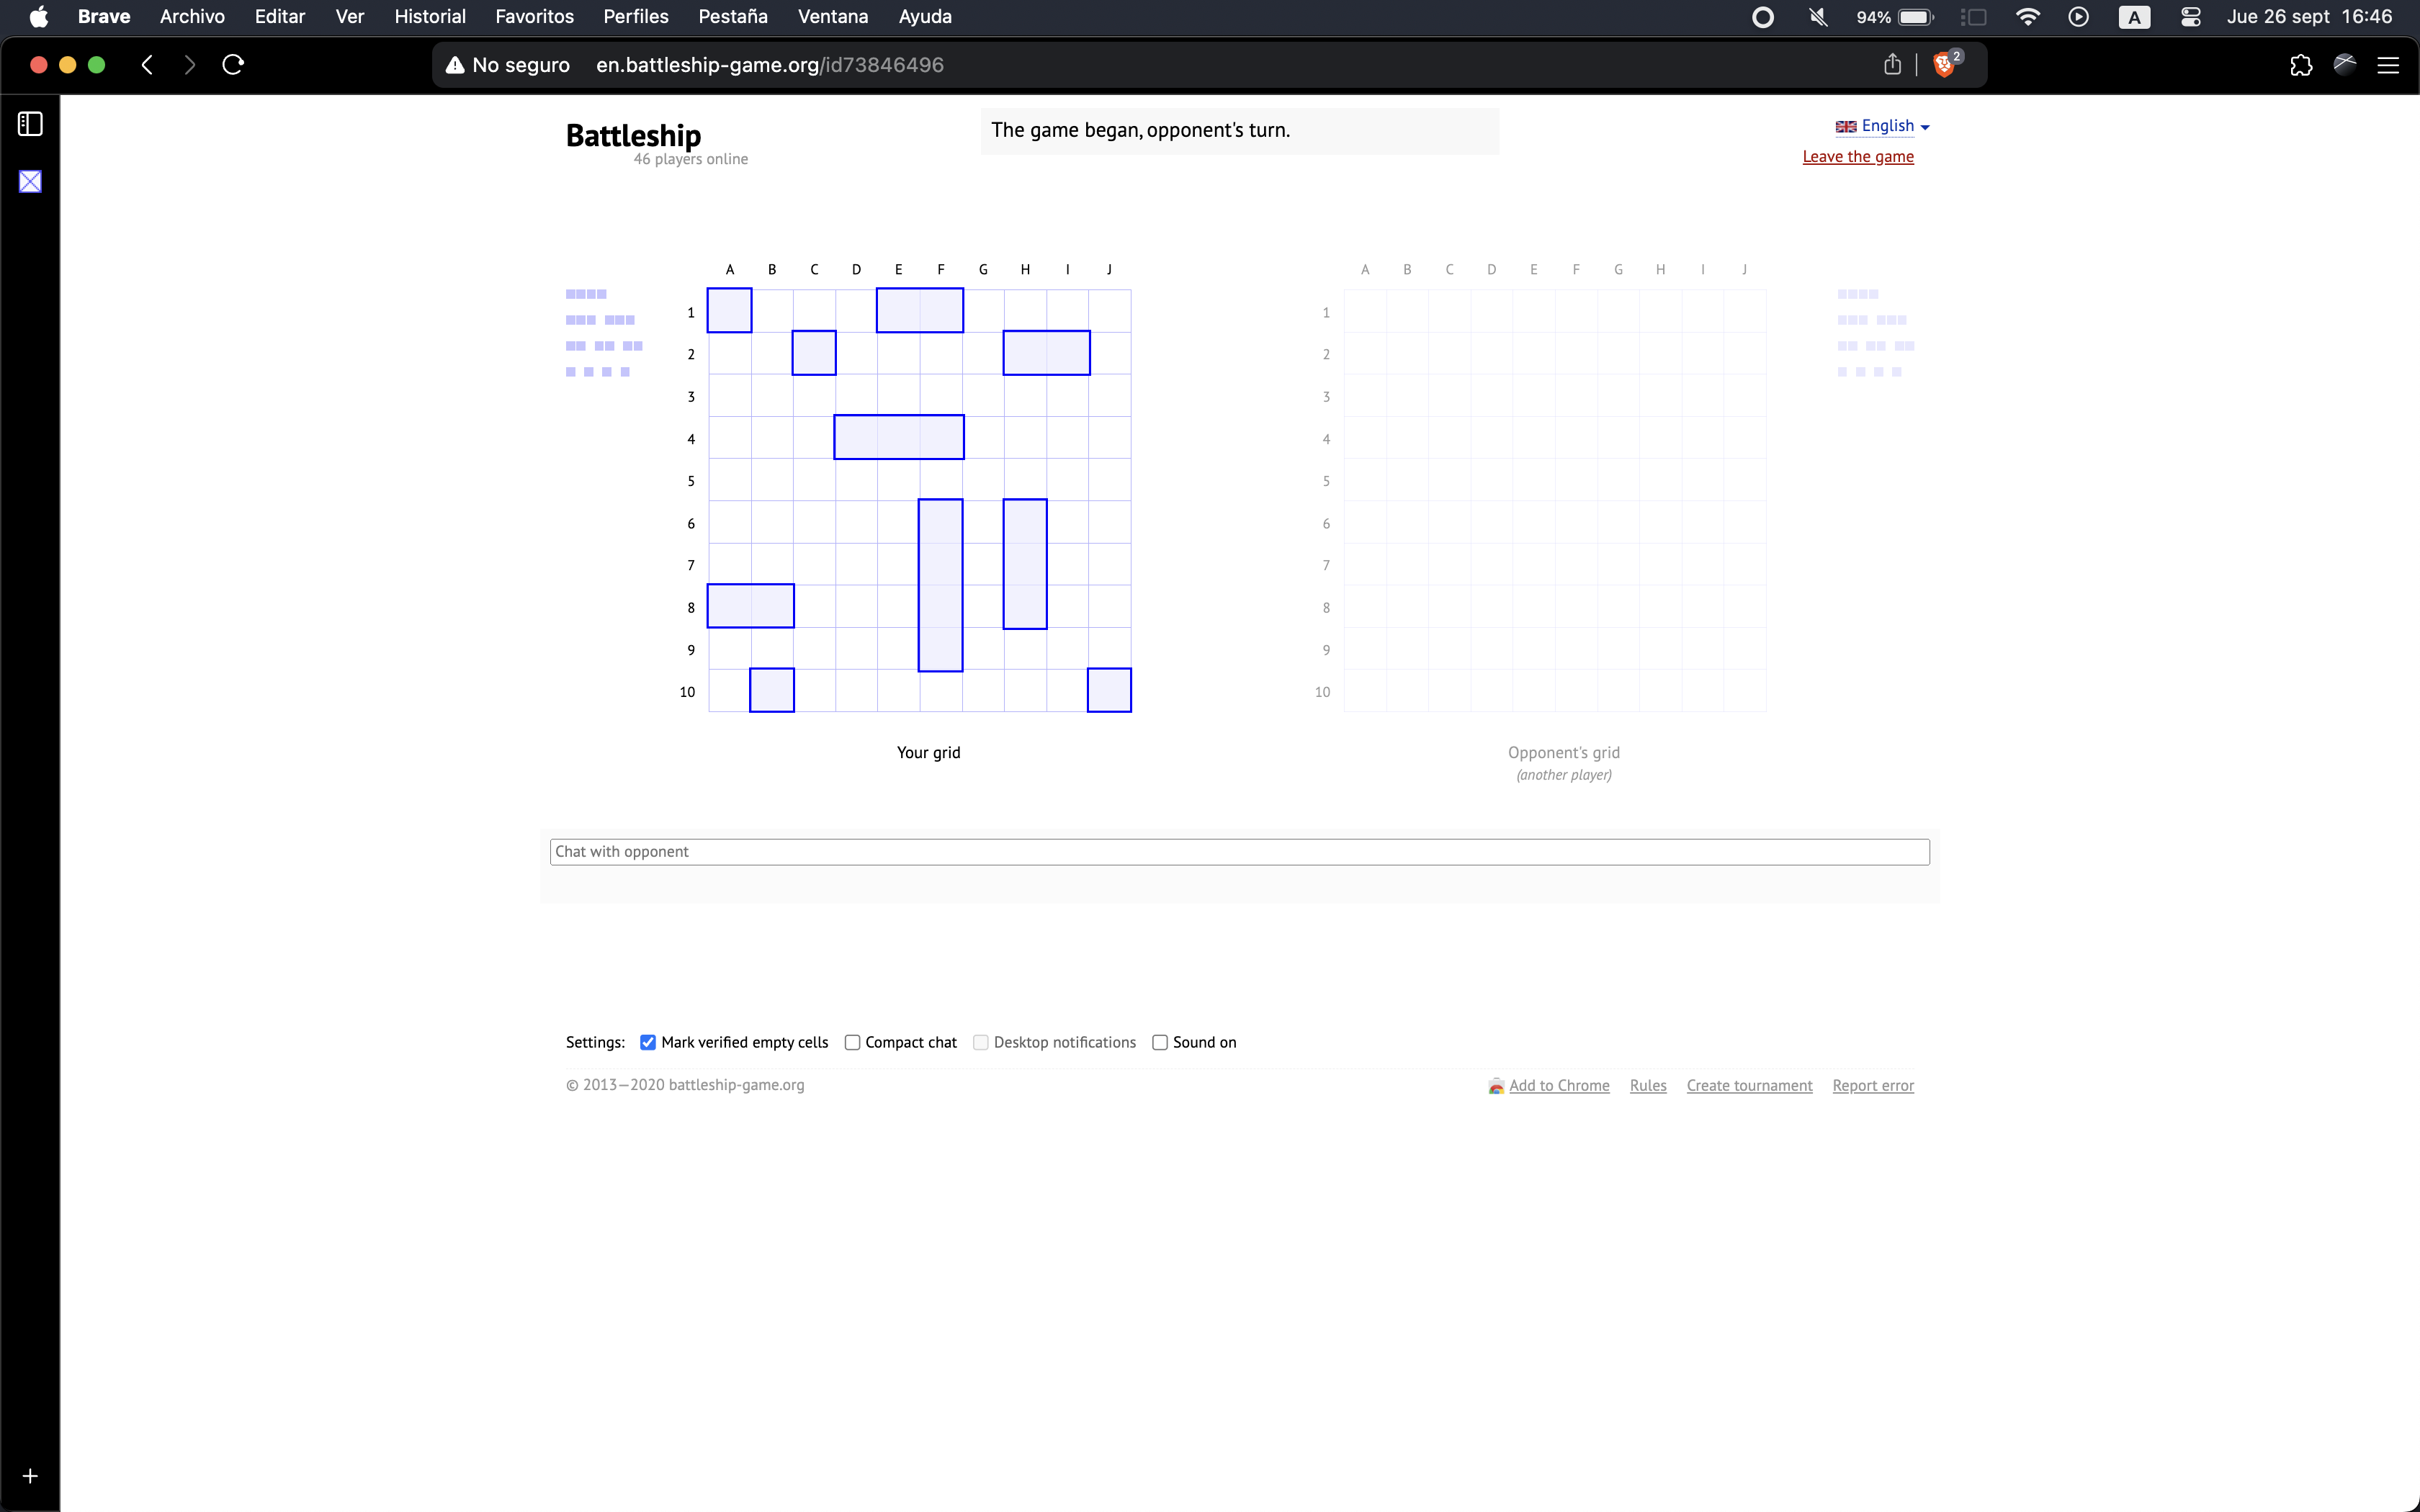 Brave Archivo Editar Ver Historial Favoritos Perfiles Pestaña Ventana Ayuda 94% A Jue 26 sept 16:46
No seguro en.battleship-game.org/id73846496 2
Battleship
46 players online
The game began, opponent's turn.
English
Leave the game
A B C D E F G H I J
1
2
3
4
5
6
7
8
9
10
Your grid
A B C D E F G H I J
1
2
3
4
5
6
7
8
9
10
Opponent's grid
(another player)
Chat with opponent
Settings: Mark verified empty cells Compact chat Desktop notifications Sound on
© 2013—2020 battleship-game.org Add to Chrome Rules Create tournament Report error